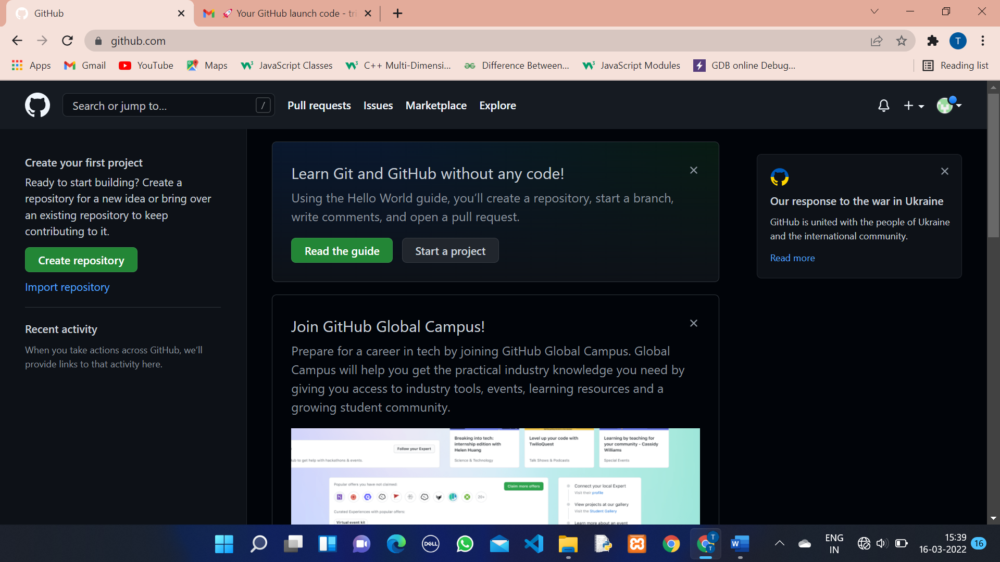 GitHub
🚀 Your GitHub launch code - tri
github.com
T
Apps
Gmail
YouTube
Maps
JavaScript Classes
C++ Multi-Dimensi...
Difference Between...
JavaScript Modules
GDB online Debug...
Reading list
Search or jump to...
/
Pull requests
Issues
Marketplace
Explore
Create your first project
Ready to start building? Create a
repository for a new idea or bring over
an existing repository to keep
contributing to it.
Create repository
Import repository
Recent activity
When you take actions across GitHub, we'll
provide links to that activity here.
Learn Git and GitHub without any code!
Using the Hello World guide, you'll create a repository, start a branch,
write comments, and open a pull request.
Read the guide
Start a project
Join GitHub Global Campus!
Prepare for a career in tech by joining GitHub Global Campus. Global
Campus will help you get the practical industry knowledge you need by
giving you access to industry tools, events, learning resources and a
growing student community.
Follow your Expert
ub to get help with hackathons & events.
Breaking into tech:
internship edition with
Helen Huang
Science & Technology
Level up your code with
TwilioQuest
Talk Shows & Podcasts
Learning by teaching for
your community - Cassidy
Williams
Special Events
Popular offers you have not claimed:
Claim more offers
20+
Curated Experiences with popular offers:
Virtual event kit
Connect your local Expert
Visit their profile
View projects at our gallery
Visit the Student Gallery
Learn more about an event
Our response to the war in Ukraine
GitHub is united with the people of Ukraine
and the international community.
Read more
DELL
T
T
W
ENG
IN
15:39
16-03-2022
16